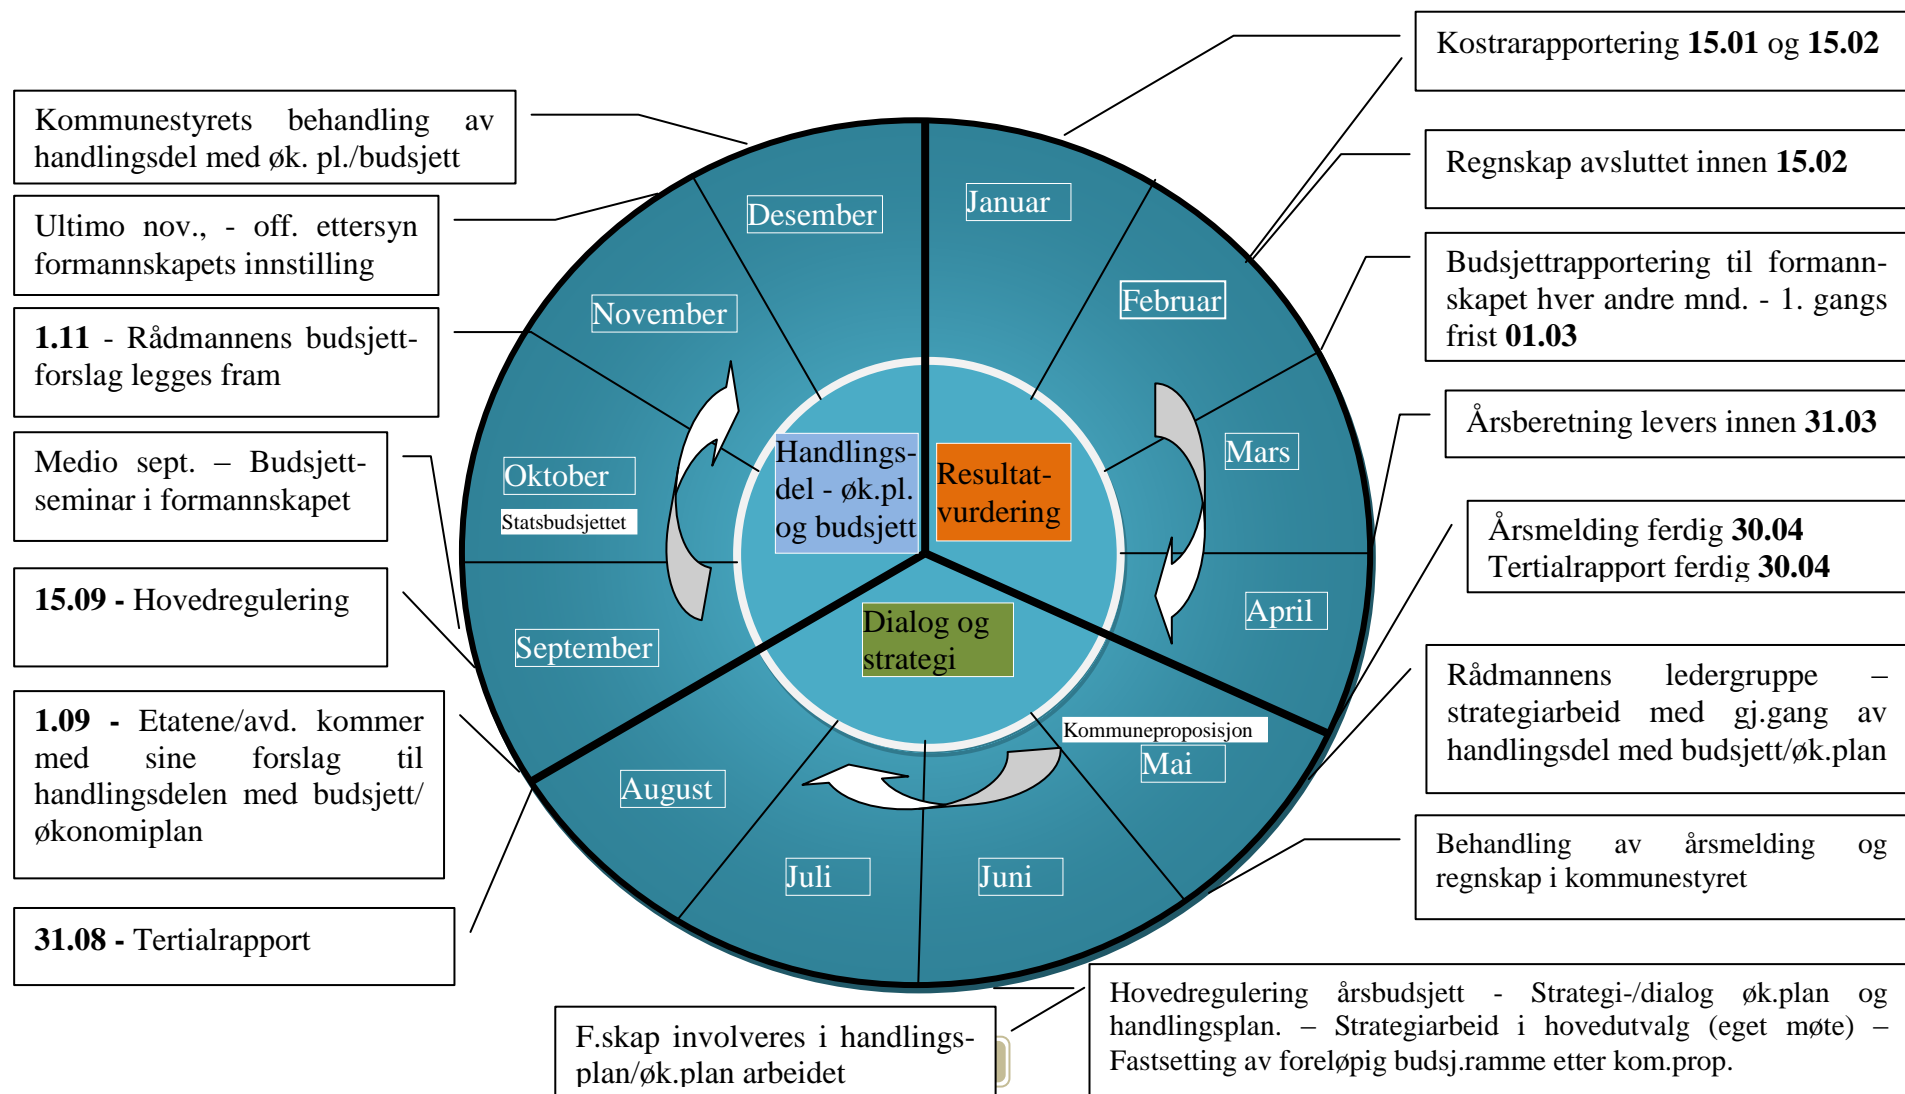 Kostrarapportering 15.01 og 15.02
Kommunestyrets behandling av
handlingsdel med øk. pl./budsjett
Regnskap avsluttet innen 15.02
Ultimo nov., - off. ettersyn
formannskapets innstilling
Budsjettrapportering til formann-
skapet hver andre mnd. - 1. gangs
frist 01.03
1.11 - Rådmannens budsjett-
forslag legges fram
Årsberetning levers innen 31.03
Medio sept. – Budsjett-
seminar i formannskapet
Årsmelding ferdig 30.04
Tertialrapport ferdig 30.04
15.09 - Hovedregulering
Rådmannens ledergruppe –
strategiarbeid med gj.gang av
handlingsdel med budsjett/øk.plan
1.09 - Etatene/avd. kommer
med sine forslag til
handlingsdelen med budsjett/
økonomiplan
Behandling av årsmelding og
regnskap i kommunestyret
31.08 - Tertialrapport
Hovedregulering årsbudsjett - Strategi-/dialog øk.plan og
handlingsplan. – Strategiarbeid i hovedutvalg (eget møte) –
Fastsetting av foreløpig budsj.ramme etter kom.prop.
F.skap involveres i handlings-
plan/øk.plan arbeidet
Januar
Februar
Mars
April
Kommuneproposisjon
Mai
Juni
Juli
August
September
Oktober
Statsbudsjettet
November
Desember
Handlings-
del - øk.pl.
og budsjett
Resultat-
vurdering
Dialog og
strategi